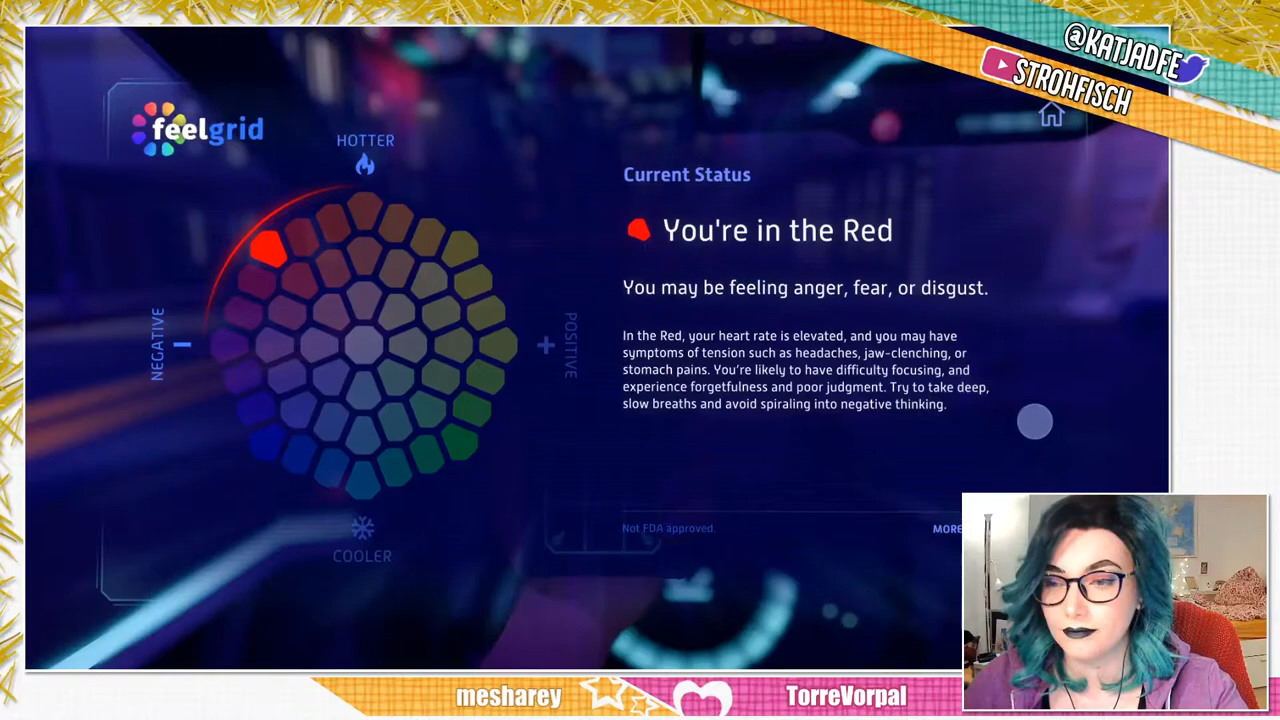 @KATJADFE
STROHFISCH
feelgrid
HOTTER
NEGATIVE
POSITIVE
COOLER
Current Status
You're in the Red
You may be feeling anger, fear, or disgust.
In the Red, your heart rate is elevated, and you may have
symptoms of tension such as headaches, jaw-clenching, or
stomach pains. You're likely to have difficulty focusing, and
experience forgetfulness and poor judgment. Try to take deep,
slow breaths and avoid spiraling into negative thinking.
Not FDA approved.
MORE
mesharey
TorreVorpal